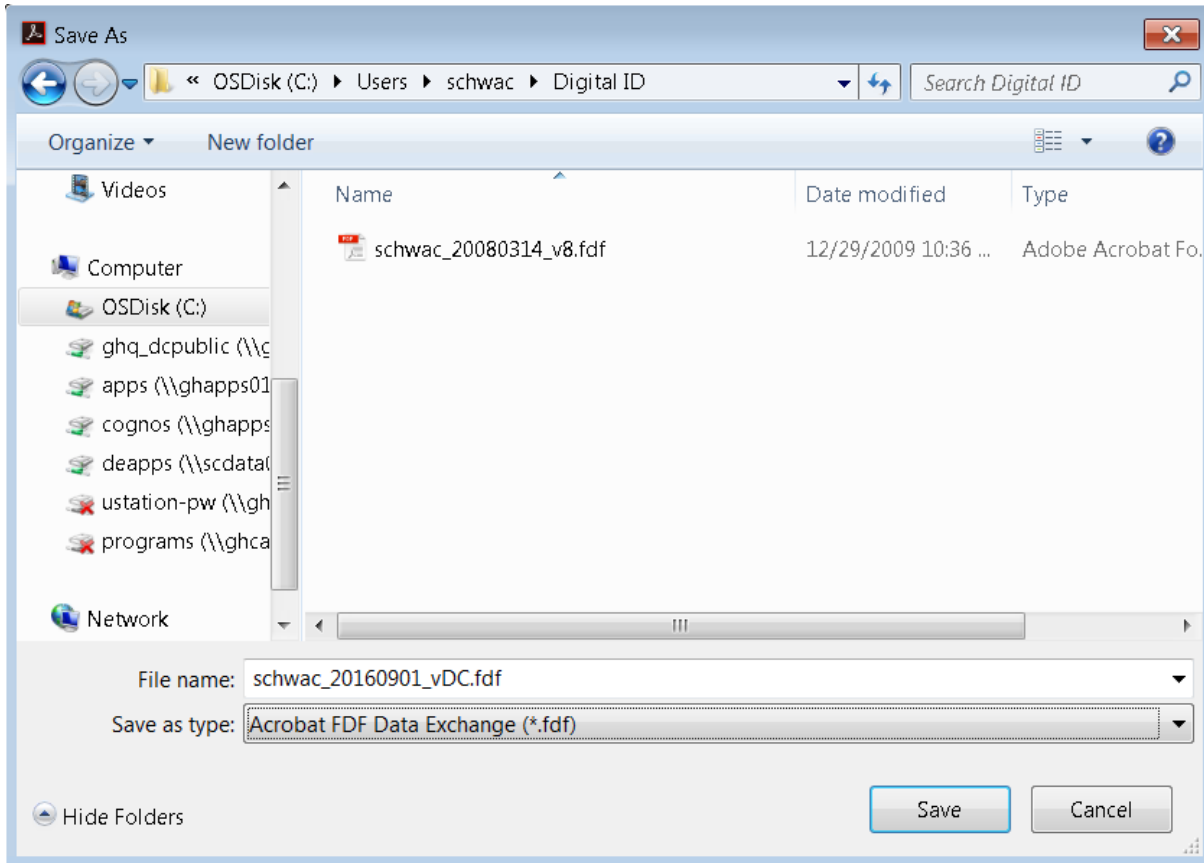 Save As
« OSDisk (C:) ▸ Users ▸ schwac ▸ Digital ID
Search Digital ID
Organize
New folder
Videos
Computer
OSDisk (C:)
ghq_dcpublic (\\g
apps (\\ghapps01
cognos (\\ghapps
deapps (\\scdata0
ustation-pw (\\gh
programs (\\ghca
Network
Name Date modified Type
schwac_20080314_v8.fdf 12/29/2009 10:36 ... Adobe Acrobat Fo.
File name: schwac_20160901_vDC.fdf
Save as type: Acrobat FDF Data Exchange (*.fdf)
Hide Folders
Save
Cancel